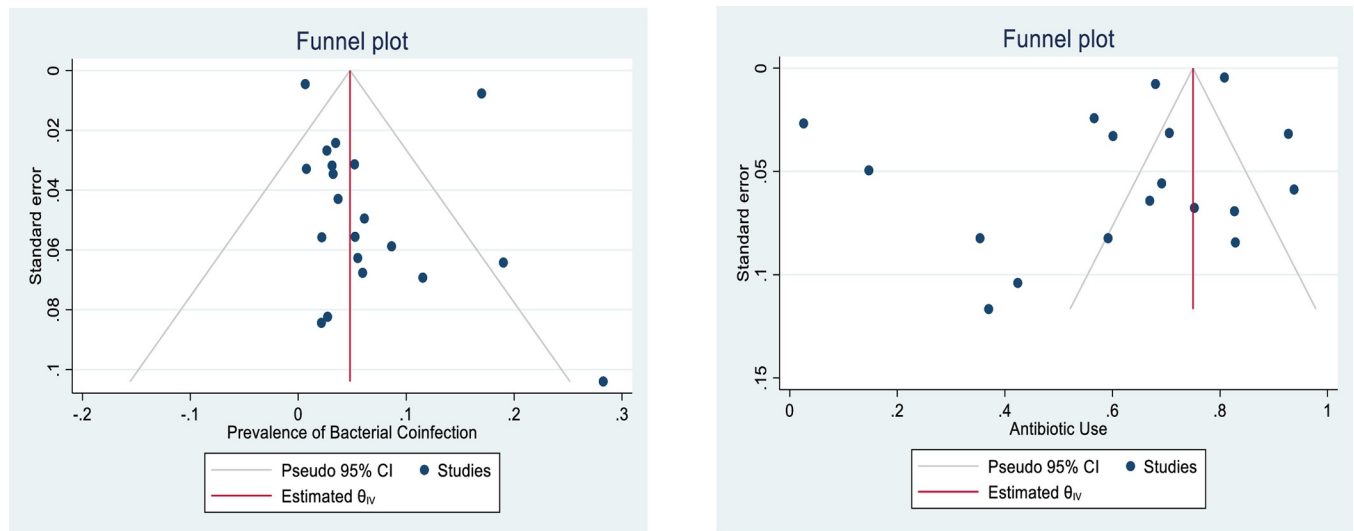 Funnel plot
0
.02
.04
.06
.08
.1
Standard error
-.2 0 .1 .2 .3
Prevalence of Bacterial Coinfection
Pseudo 95% CI Studies
Estimated θIV
Funnel plot
0
.05
.1
.15
Standard error
0 .2 .4 .6 .8 1
Antibiotic Use
Pseudo 95% CI Studies
Estimated θIV